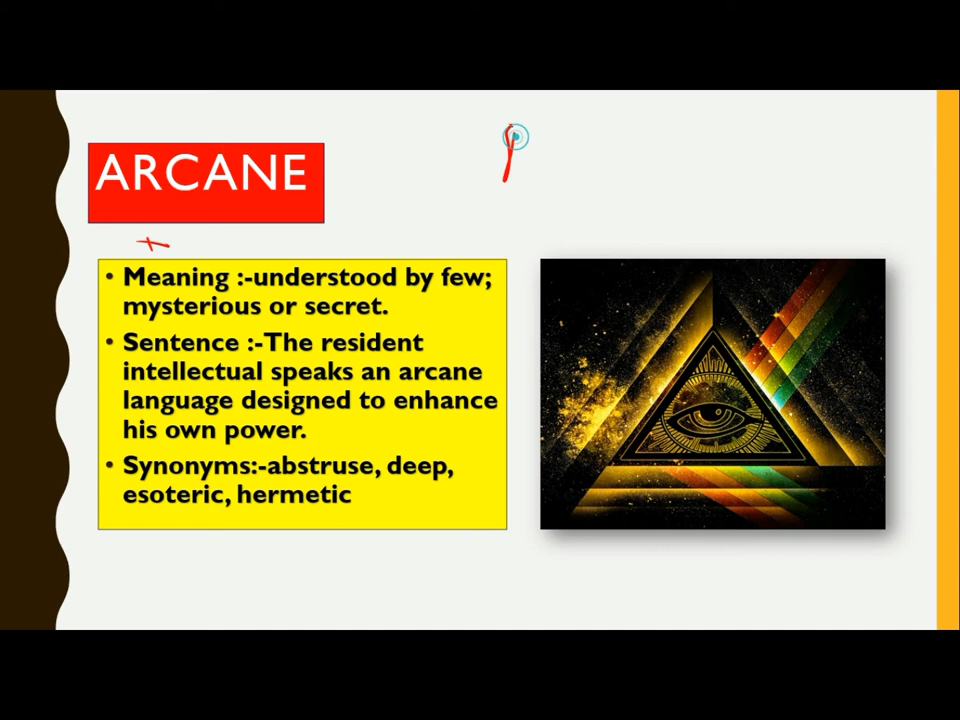 ARCANE
• Meaning :-understood by few;
mysterious or secret.
• Sentence :-The resident
intellectual speaks an arcane
language designed to enhance
his own power.
• Synonyms:-abstruse, deep,
esoteric, hermetic